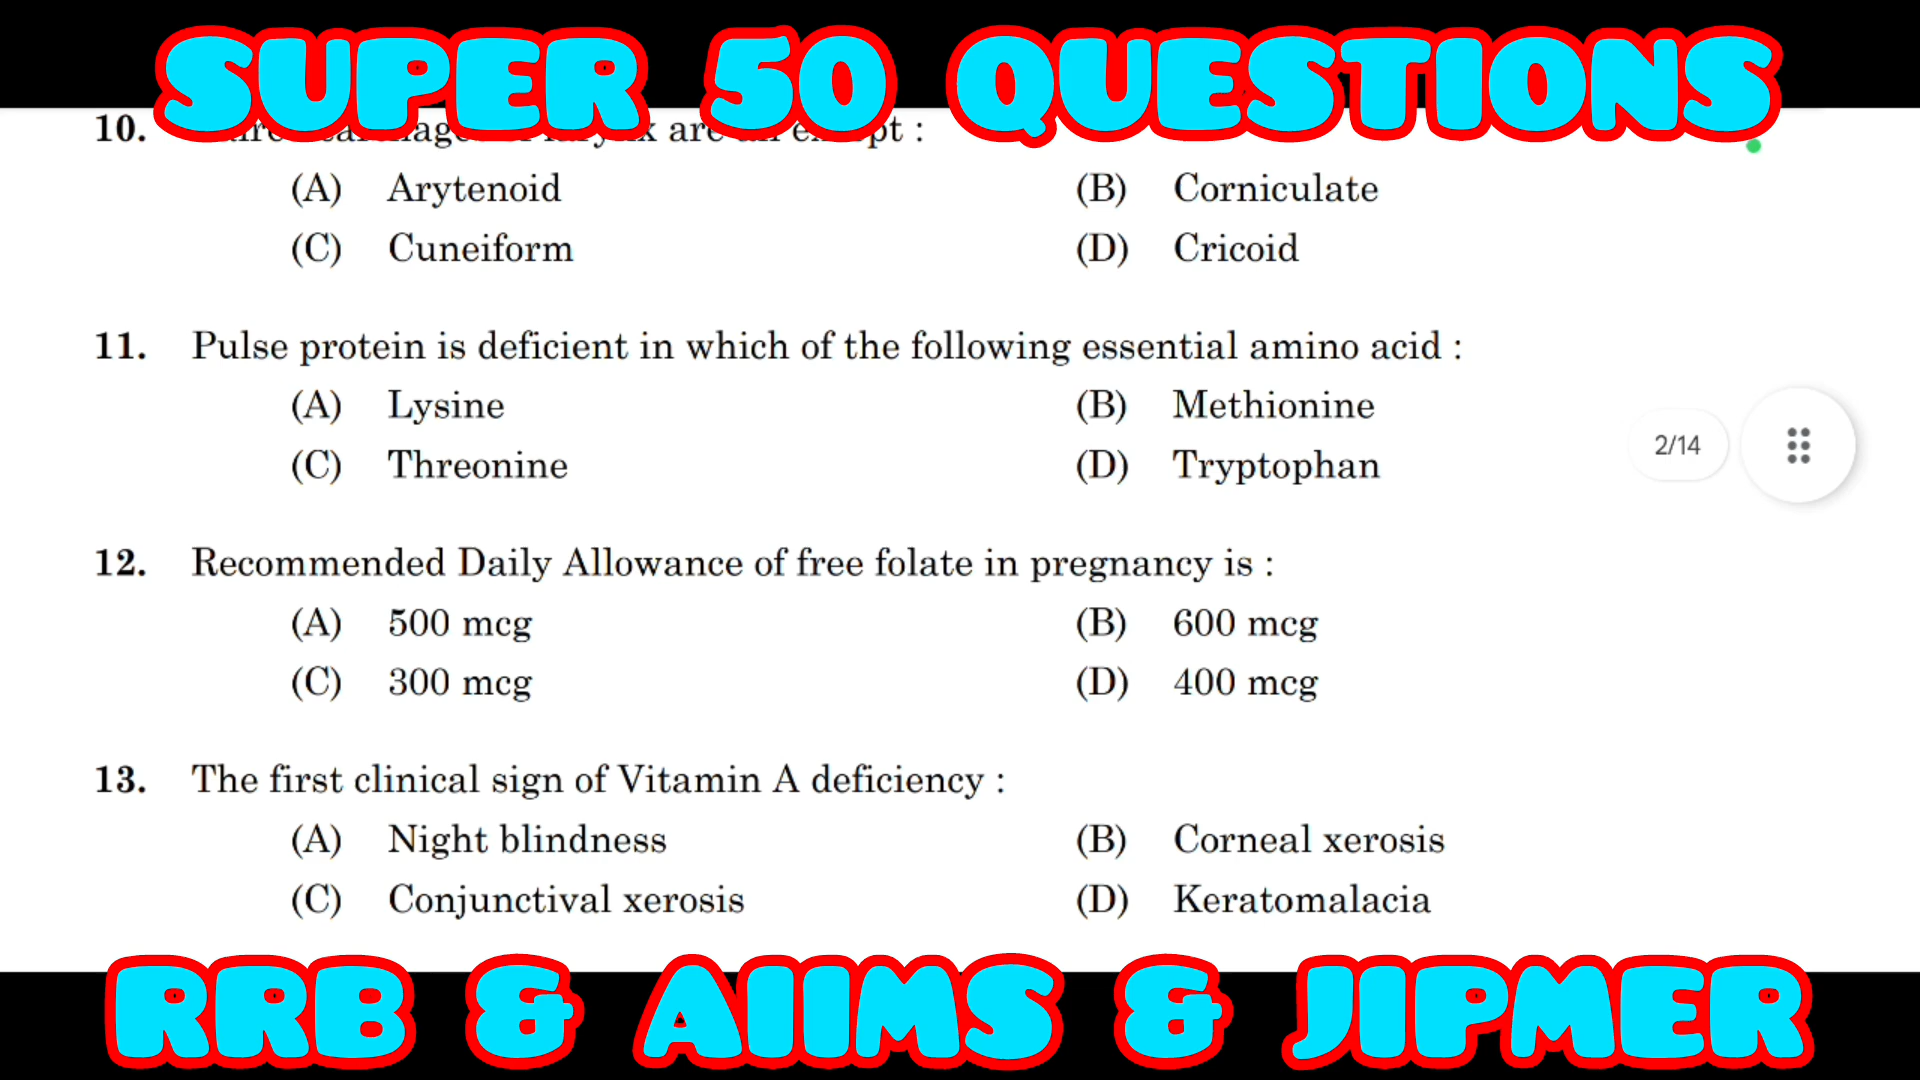 SUPER 50 QUESTIONS
10. are pt :
(A) Arytenoid (B) Corniculate
(C) Cuneiform (D) Cricoid
11. Pulse protein is deficient in which of the following essential amino acid :
(A) Lysine (B) Methionine
2/14
(C) Threonine (D) Tryptophan
12. Recommended Daily Allowance of free folate in pregnancy is :
(A) 500 mcg (B) 600 mcg
(C) 300 mcg (D) 400 mcg
13. The first clinical sign of Vitamin A deficiency :
(A) Night blindness (B) Corneal xerosis
(C) Conjunctival xerosis (D) Keratomalacia
RRB & AIIMS & JIPMER